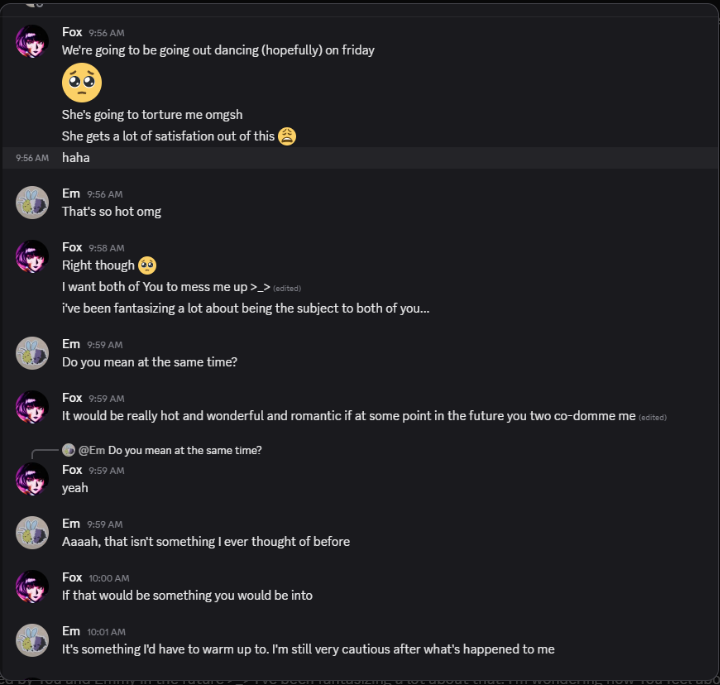 Fox 9:56 AM
We're going to be going out dancing (hopefully) on friday
She's going to torture me omgsh
She gets a lot of satisfation out of this
9:56 AM haha
Em 9:56 AM
That's so hot omg
Fox 9:58 AM
Right though
I want both of You to mess me up >_> (edited)
i've been fantasizing a lot about being the subject to both of you...
Em 9:59 AM
Do you mean at the same time?
Fox 9:59 AM
It would be really hot and wonderful and romantic if at some point in the future you two co-domme me (edited)
@Em Do you mean at the same time?
Fox 9:59 AM
yeah
Em 9:59 AM
Aaaah, that isn't something I ever thought of before
Fox 10:00 AM
If that would be something you would be into
Em 10:01 AM
It's something I'd have to warm up to. I'm still very cautious after what's happened to me